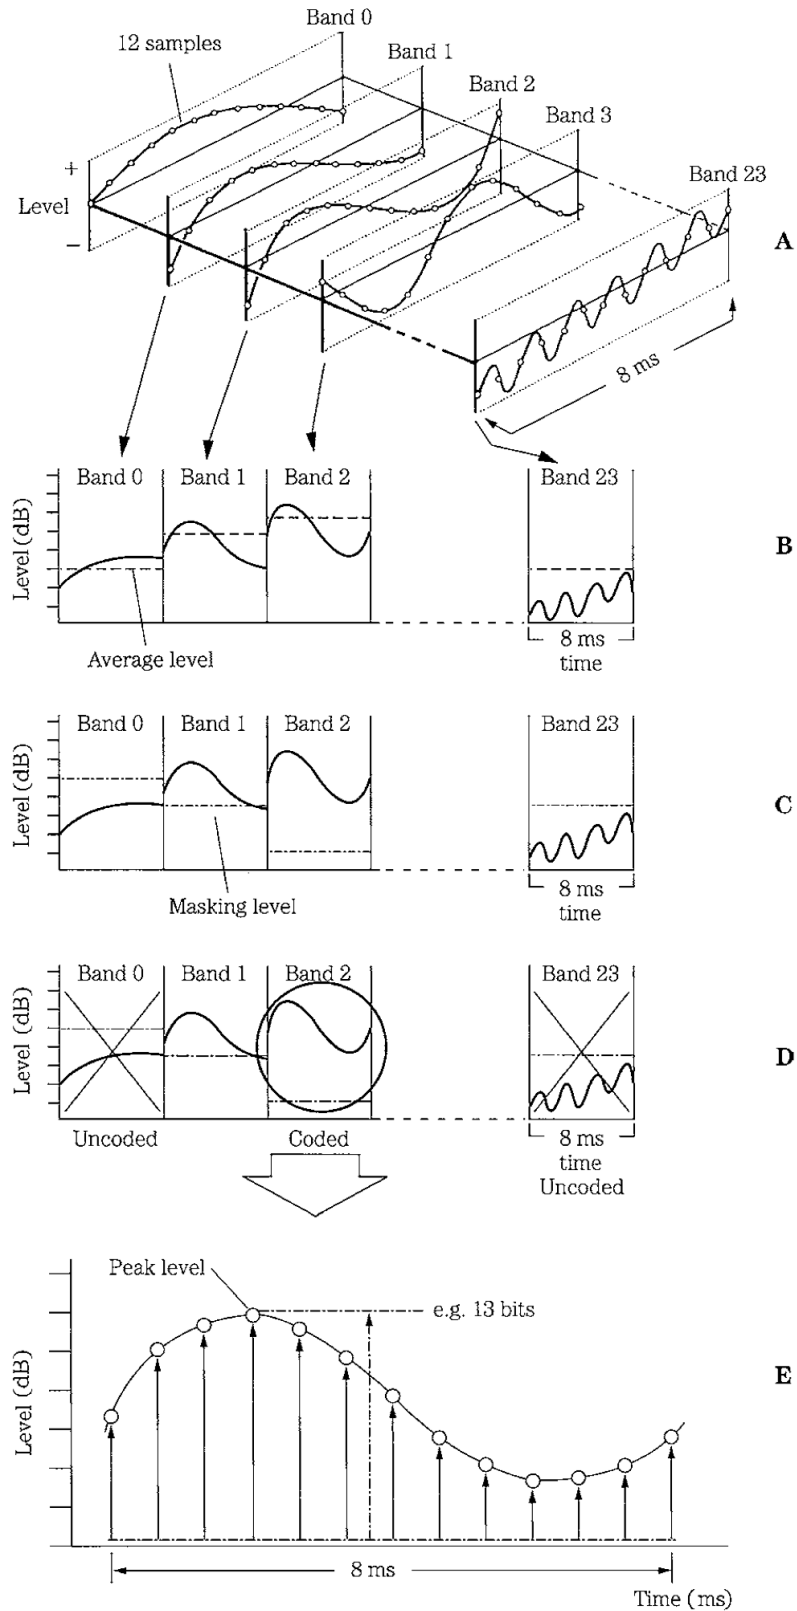 Band 0
12 samples
Band 1
Band 2
Band 3
+
Band 23
Level
−
A
8 ms
Band 0
Band 1
Band 2
Band 23
Level (dB)
B
8 ms
time
Average level
Band 0
Band 1
Band 2
Band 23
Level (dB)
C
8 ms
time
Masking level
Band 0
Band 1
Band 2
Band 23
Level (dB)
D
Uncoded
Coded
8 ms
time
Uncoded
Peak level
e.g. 13 bits
E
Level (dB)
8 ms
Time (ms)